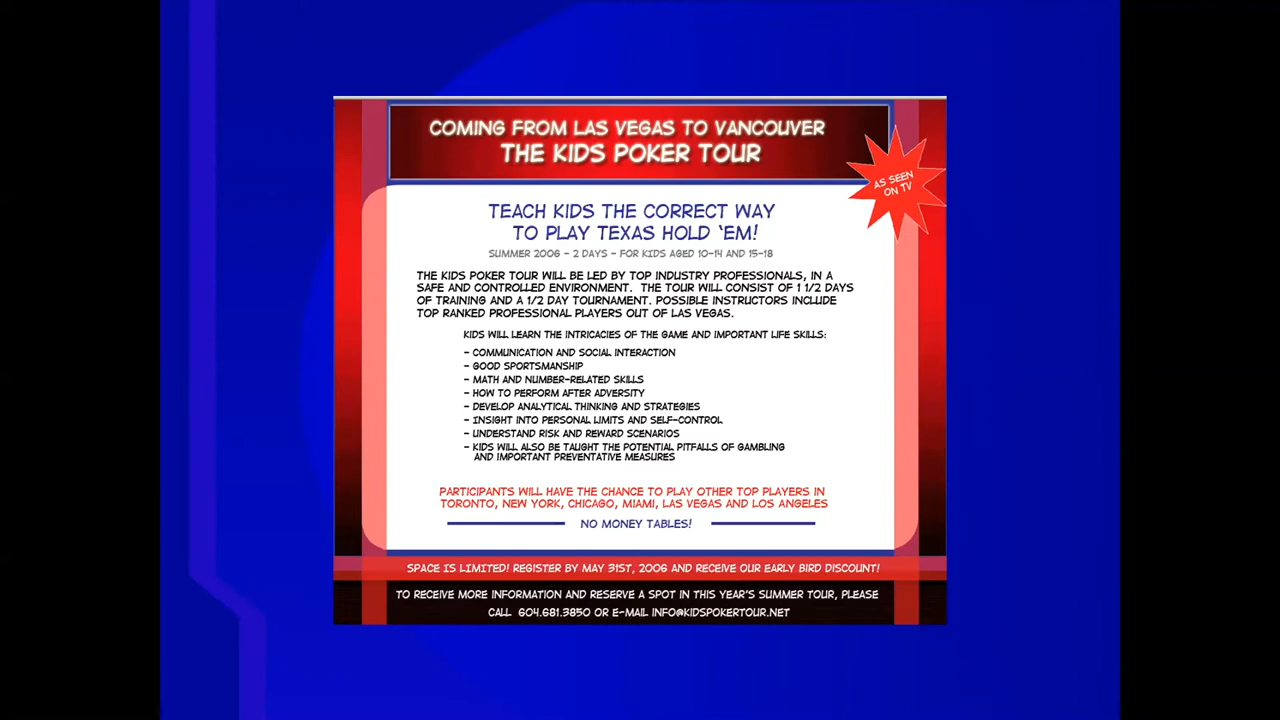 COMING FROM LAS VEGAS TO VANCOUVER
THE KIDS POKER TOUR
AS SEEN
ON TV
TEACH KIDS THE CORRECT WAY
TO PLAY TEXAS HOLD 'EM!
SUMMER 2006 - 2 DAYS - FOR KIDS AGED 10-14 AND 15-18
THE KIDS POKER TOUR WILL BE LED BY TOP INDUSTRY PROFESSIONALS, IN A
SAFE AND CONTROLLED ENVIRONMENT. THE TOUR WILL CONSIST OF 1 1/2 DAYS
OF TRAINING AND A 1/2 DAY TOURNAMENT. POSSIBLE INSTRUCTORS INCLUDE
TOP RANKED PROFESSIONAL PLAYERS OUT OF LAS VEGAS.
KIDS WILL LEARN THE INTRICACIES OF THE GAME AND IMPORTANT LIFE SKILLS:
- COMMUNICATION AND SOCIAL INTERACTION
- GOOD SPORTSMANSHIP
- MATH AND NUMBER-RELATED SKILLS
- HOW TO PERFORM AFTER ADVERSITY
- DEVELOP ANALYTICAL THINKING AND STRATEGIES
- INSIGHT INTO PERSONAL LIMITS AND SELF-CONTROL
- UNDERSTAND RISK AND REWARD SCENARIOS
- KIDS WILL ALSO BE TAUGHT THE POTENTIAL PITFALLS OF GAMBLING
AND IMPORTANT PREVENTATIVE MEASURES
PARTICIPANTS WILL HAVE THE CHANCE TO PLAY OTHER TOP PLAYERS IN
TORONTO, NEW YORK, CHICAGO, MIAMI, LAS VEGAS AND LOS ANGELES
NO MONEY TABLES!
SPACE IS LIMITED! REGISTER BY MAY 31ST, 2006 AND RECEIVE OUR EARLY BIRD DISCOUNT!
TO RECEIVE MORE INFORMATION AND RESERVE A SPOT IN THIS YEAR'S SUMMER TOUR, PLEASE
CALL 604.681.3850 OR E-MAIL INFO@KIDSPOKERTOUR.NET